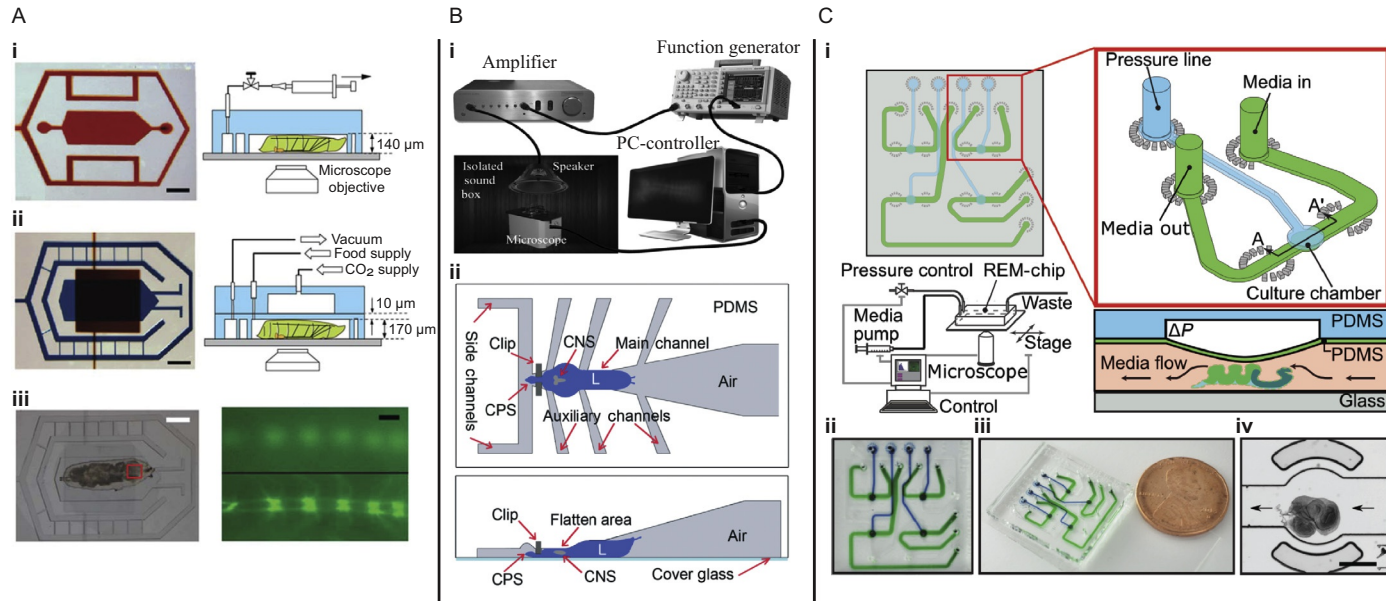 A
i
140 μm
Microscope
objective
ii
Vacuum
Food supply
CO₂ supply
10 μm
170 μm
iii
B
i
Amplifier
Function generator
PC-controller
Isolated
sound
box
Speaker
Microscope
ii
PDMS
Side channels
Clip
CNS
Main channel
L
Air
CPS
Auxiliary channels
Clip
Flatten area
L
Air
CPS
CNS
Cover glass
C
i
Pressure line
Media in
Media out
A'
A
Culture chamber
Pressure control
REM-chip
Waste
Media
pump
Stage
Microscope
Control
ΔP
PDMS
PDMS
Media flow
Glass
ii
iii
iv